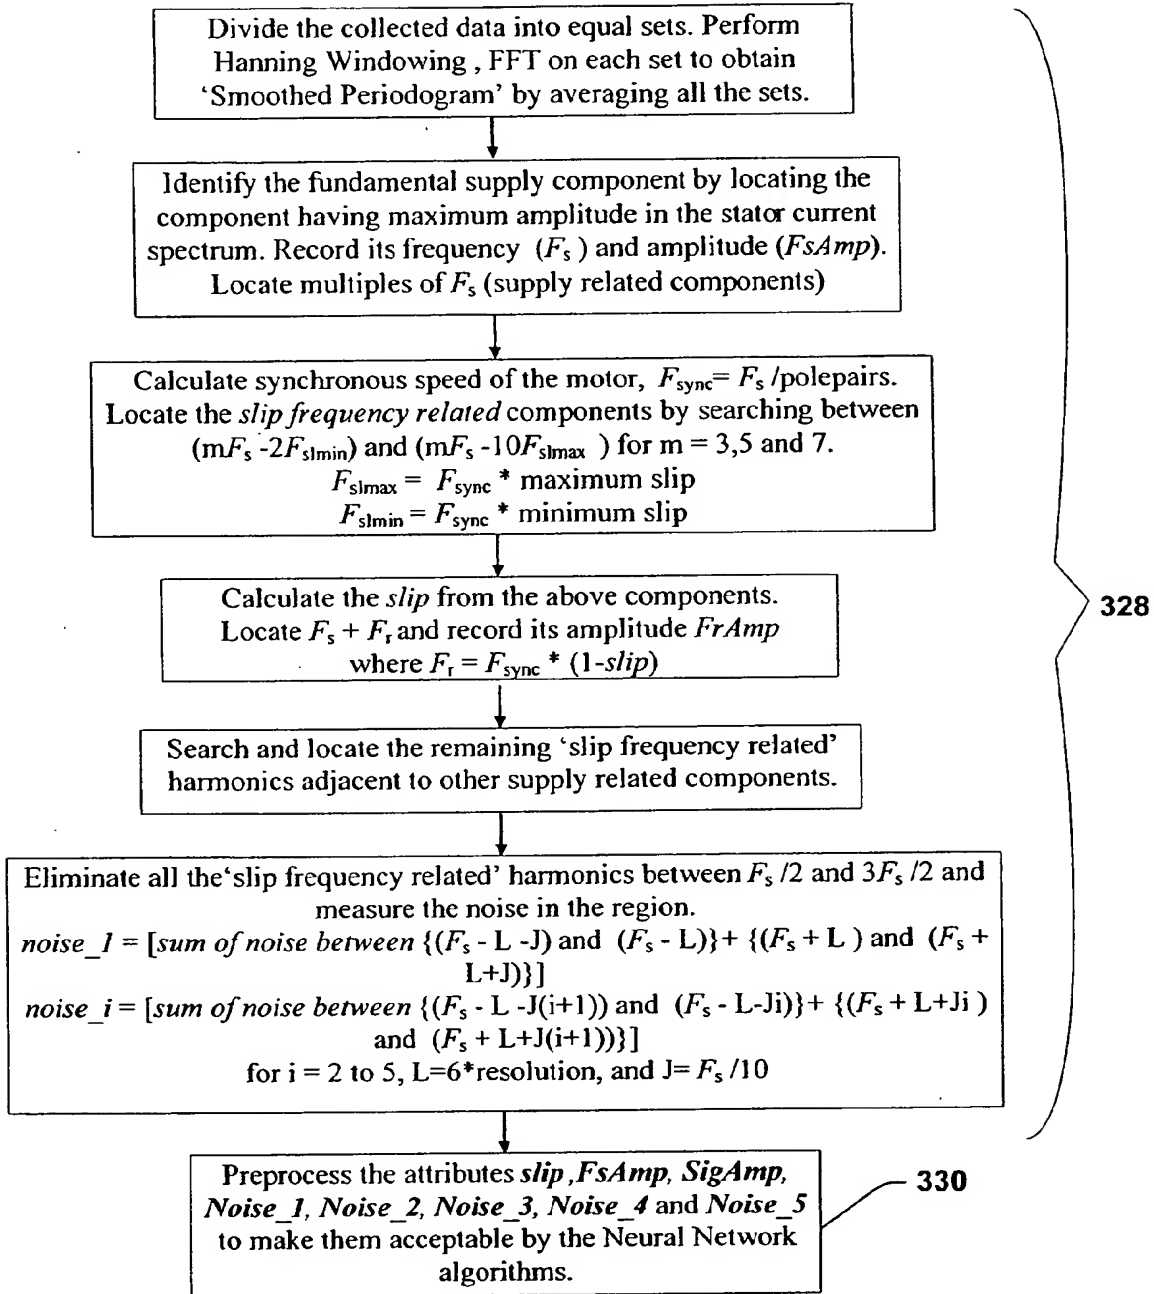 Divide the collected data into equal sets. Perform
Hanning Windowing , FFT on each set to obtain
‘Smoothed Periodogram’ by averaging all the sets.
Identify the fundamental supply component by locating the
component having maximum amplitude in the stator current
spectrum. Record its frequency (Fs ) and amplitude (FsAmp).
Locate multiples of Fs (supply related components)
Calculate synchronous speed of the motor, Fsync= Fs /polepairs.
Locate the slip frequency related components by searching between
(mFs -2Fslmin) and (mFs -10Fslmax ) for m = 3,5 and 7.
Fslmax = Fsync * maximum slip
Fslmin = Fsync * minimum slip
Calculate the slip from the above components.
Locate Fs + Fr and record its amplitude FrAmp
where Fr = Fsync * (1-slip)
328
Search and locate the remaining ‘slip frequency related’
harmonics adjacent to other supply related components.
Eliminate all the‘slip frequency related’ harmonics between Fs /2 and 3Fs /2 and
measure the noise in the region.
noise_1 = [sum of noise between {(Fs - L -J) and (Fs - L)}+ {(Fs + L ) and (Fs +
L+J)}]
noise_i = [sum of noise between {(Fs - L -J(i+1)) and (Fs - L-Ji)}+ {(Fs + L+Ji )
and (Fs + L+J(i+1))}]
for i = 2 to 5, L=6*resolution, and J= Fs /10
Preprocess the attributes slip ,FsAmp, SigAmp,
Noise_1, Noise_2, Noise_3, Noise_4 and Noise_5
to make them acceptable by the Neural Network
algorithms.
330